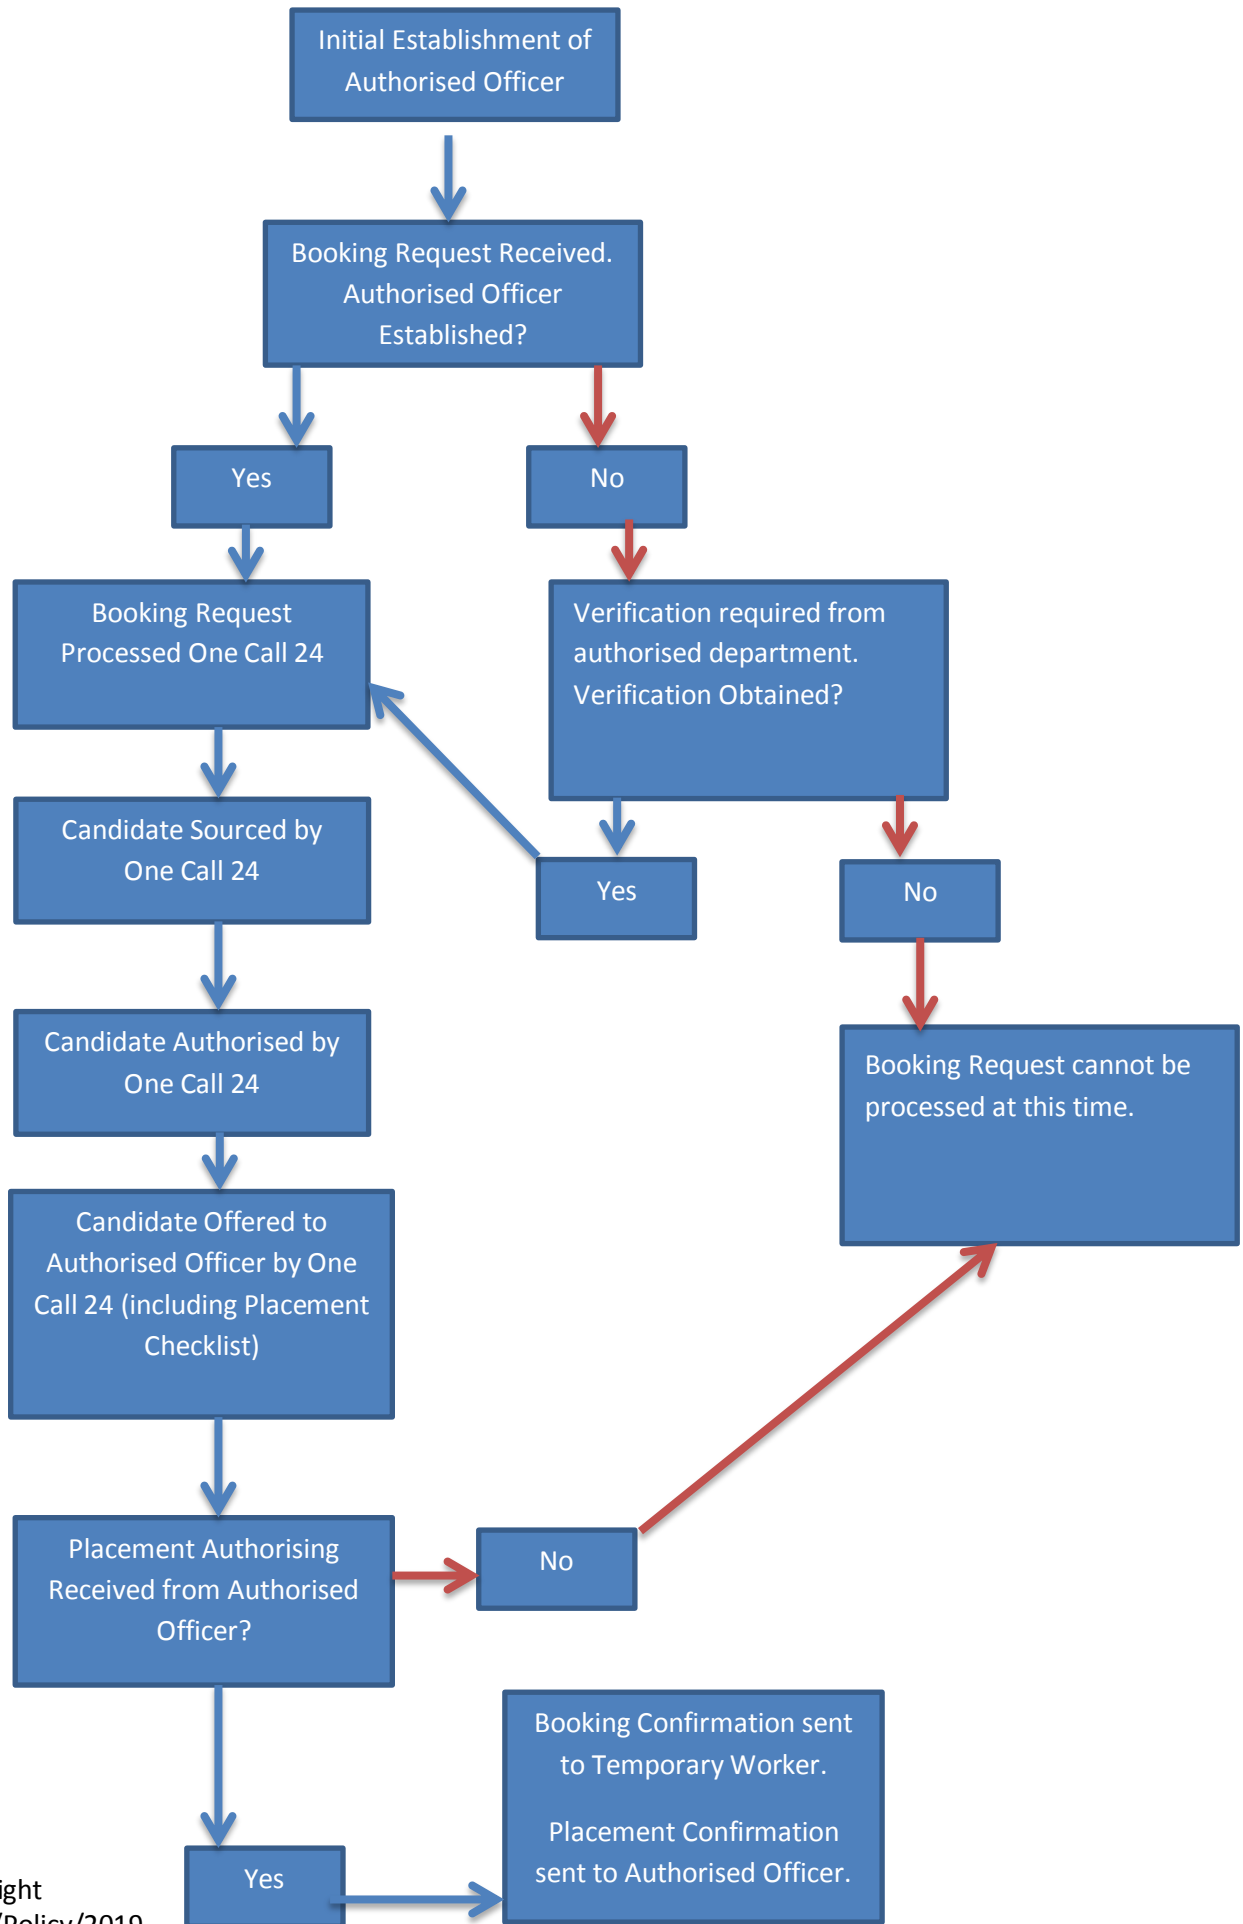 Initial Establishment of
Authorised Officer
Booking Request Received.
Authorised Officer
Established?
Yes
No
Booking Request
Processed One Call 24
Verification required from
authorised department.
Verification Obtained?
Candidate Sourced by
One Call 24
Yes
No
Candidate Authorised by
One Call 24
Booking Request cannot be
processed at this time.
Candidate Offered to
Authorised Officer by One
Call 24 (including Placement
Checklist)
Placement Authorising
Received from Authorised
Officer?
No
Booking Confirmation sent
to Temporary Worker.
Placement Confirmation
sent to Authorised Officer.
Yes
ight
/Policy/2019